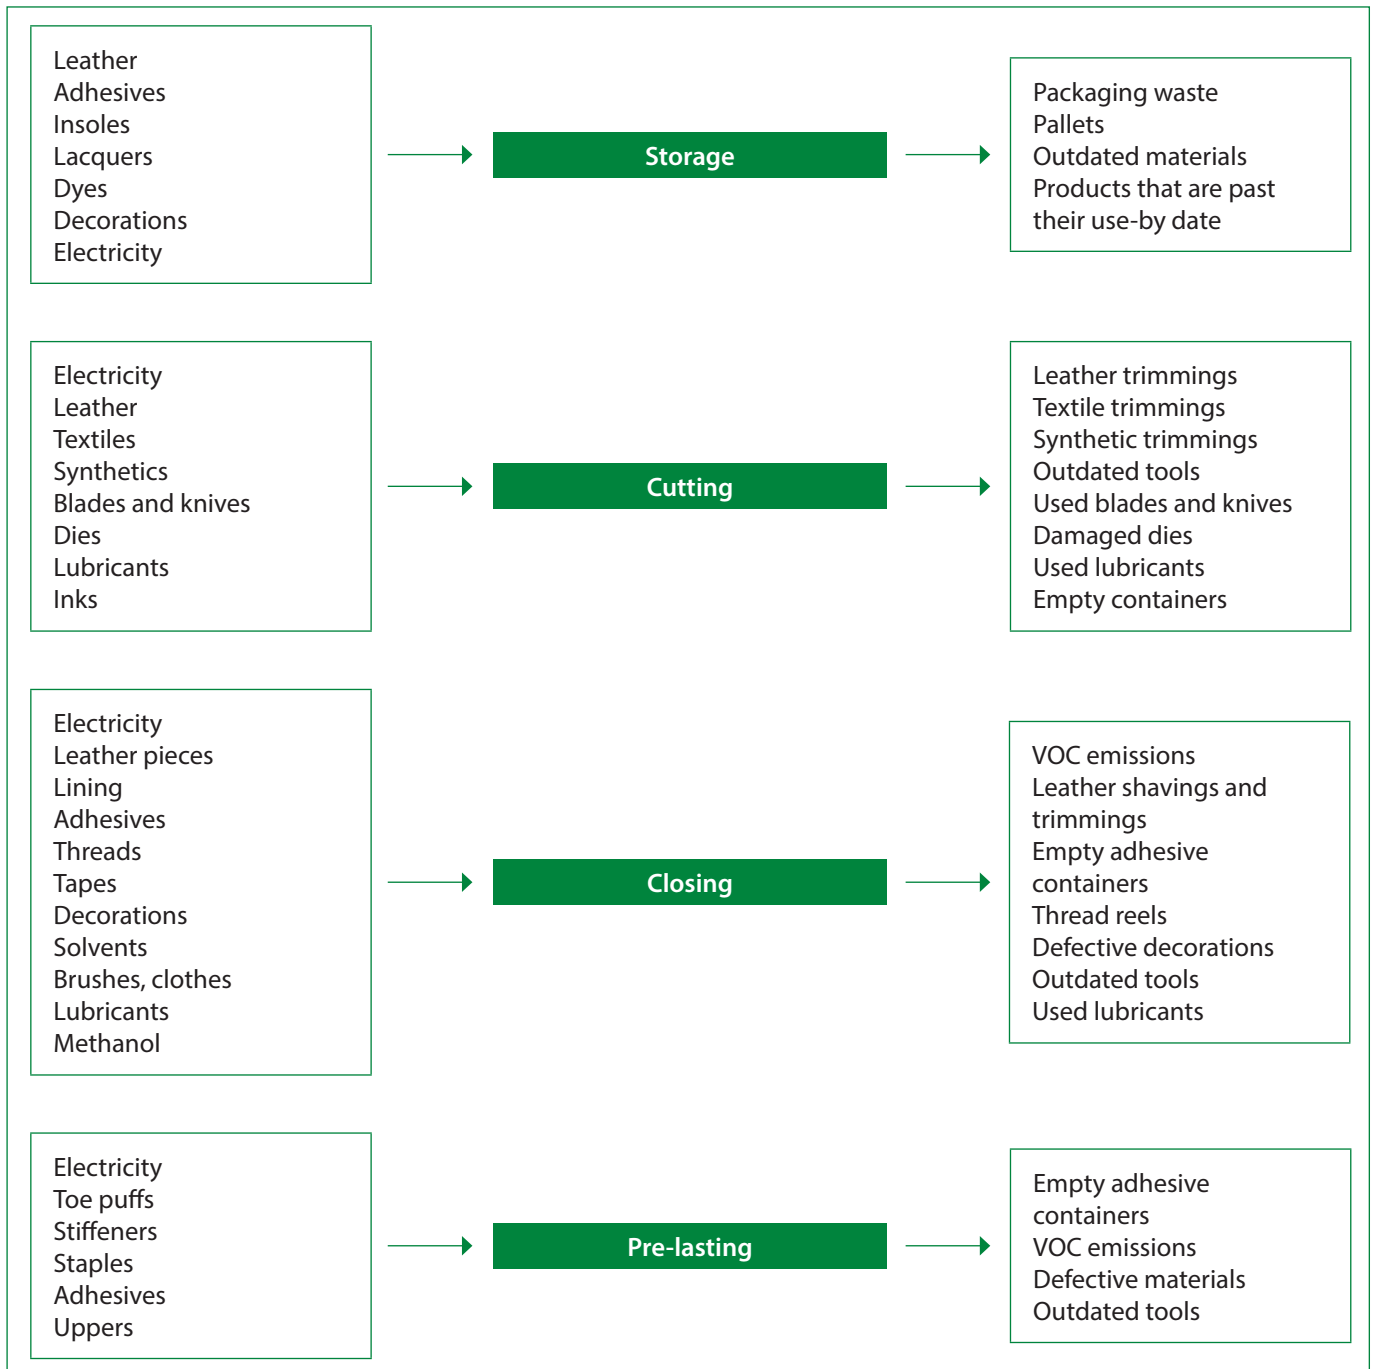 Leather
Adhesives
Insoles
Lacquers
Dyes
Decorations
Electricity
Storage
Packaging waste
Pallets
Outdated materials
Products that are past
their use-by date
Electricity
Leather
Textiles
Synthetics
Blades and knives
Dies
Lubricants
Inks
Cutting
Leather trimmings
Textile trimmings
Synthetic trimmings
Outdated tools
Used blades and knives
Damaged dies
Used lubricants
Empty containers
Electricity
Leather pieces
Lining
Adhesives
Threads
Tapes
Decorations
Solvents
Brushes, clothes
Lubricants
Methanol
Closing
VOC emissions
Leather shavings and
trimmings
Empty adhesive
containers
Thread reels
Defective decorations
Outdated tools
Used lubricants
Electricity
Toe puffs
Stiffeners
Staples
Adhesives
Uppers
Pre-lasting
Empty adhesive
containers
VOC emissions
Defective materials
Outdated tools